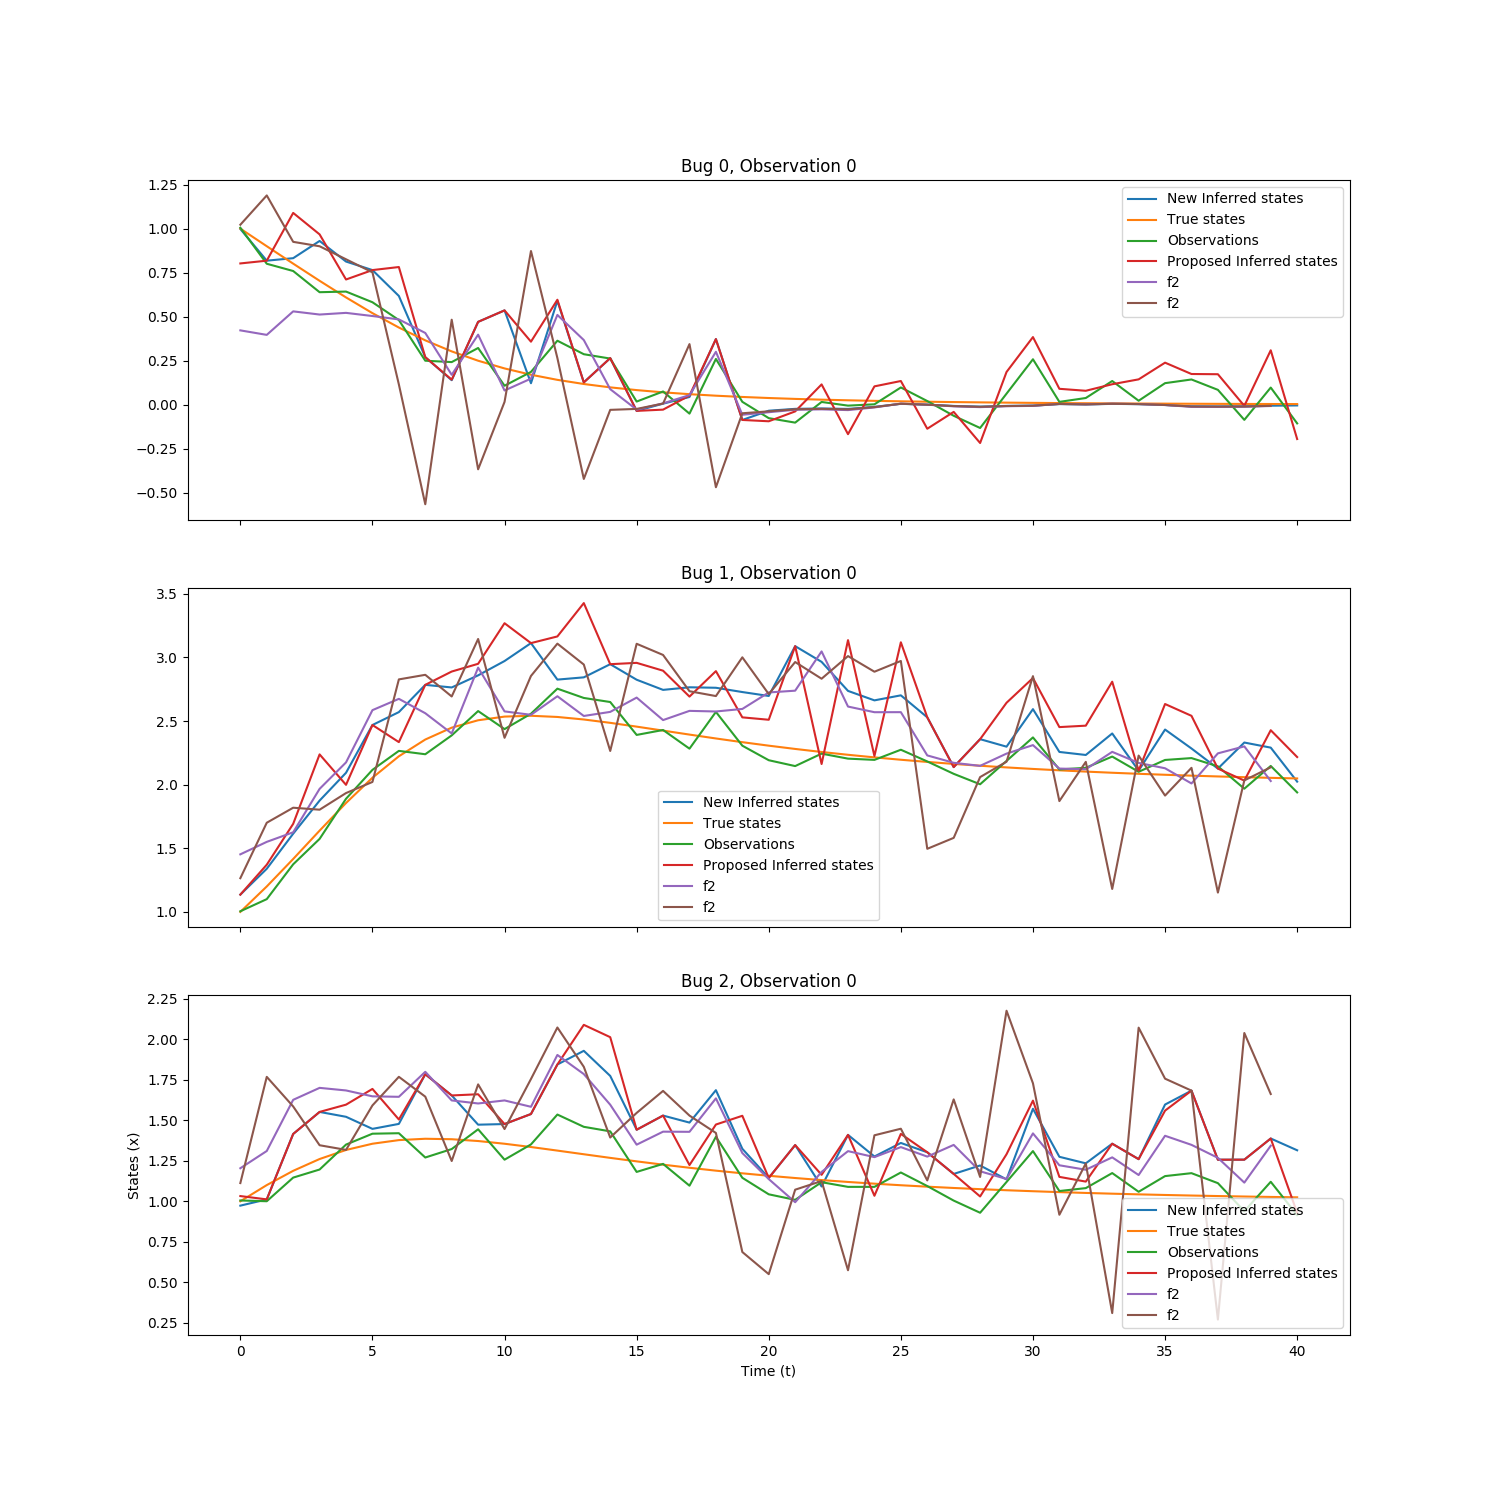 Bug 0, Observation 0
1.25
1.00
0.75
0.50
0.25
0.00
−0.25
−0.50
New Inferred states
True states
Observations
Proposed Inferred states
f2
f2
Bug 1, Observation 0
3.5
3.0
2.5
2.0
1.5
1.0
New Inferred states
True states
Observations
Proposed Inferred states
f2
f2
Bug 2, Observation 0
States (x)
2.25
2.00
1.75
1.50
1.25
1.00
0.75
0.50
0.25
New Inferred states
True states
Observations
Proposed Inferred states
f2
f2
0 5 10 15 20 25 30 35 40
Time (t)